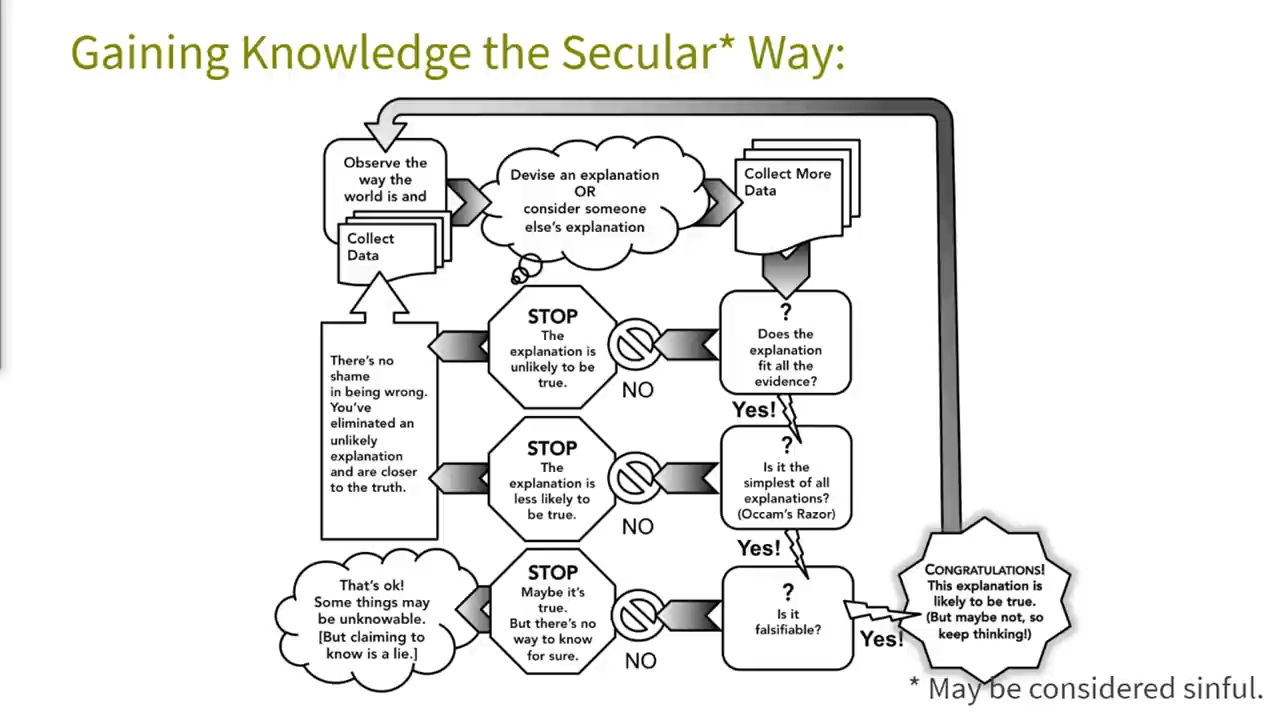 Gaining Knowledge the Secular* Way:
Observe the
way the
world is and
Collect
Data
Devise an explanation
OR
consider someone
else's explanation
Collect More
Data
?
Does the
explanation
fit all the
evidence?
NO
STOP
The
explanation is
unlikely to be
true.
There's no
shame
in being wrong.
You've
eliminated an
unlikely
explanation
and are closer
to the truth.
Yes!
?
Is it the
simplest of all
explanations?
(Occam's Razor)
NO
STOP
The
explanation is
less likely to
be true.
Yes!
?
Is it
falsifiable?
NO
STOP
Maybe it's
true.
But there's no
way to know
for sure.
That's ok!
Some things may
be unknowable.
[But claiming to
know is a lie.]
Yes!
CONGRATULATIONS!
This explanation is
likely to be true.
(But maybe not, so
keep thinking!)
* May be considered sinful.